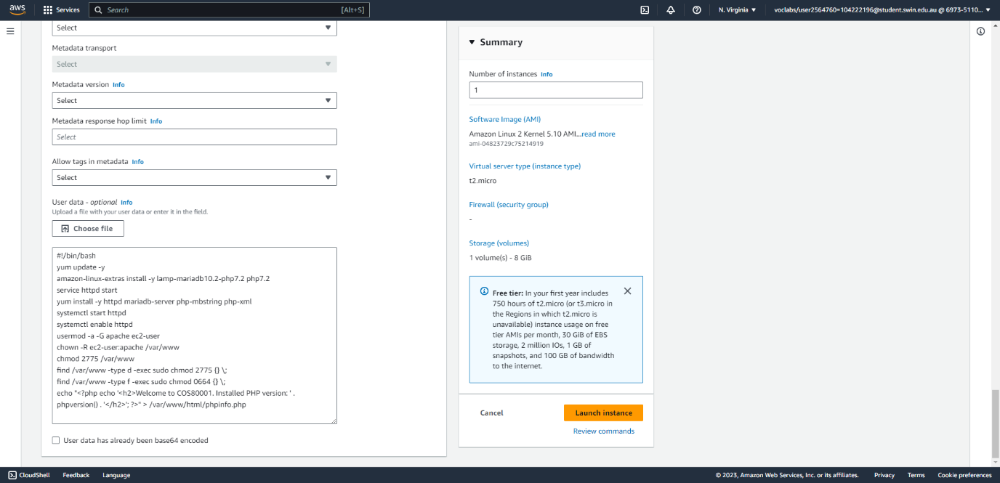 aws
Services
Search
[Alt+S]
N. Virginia
voclabs/user2564760=104222196@student.swin.edu.au @ 6973-5110...
Select
Metadata transport
Select
Metadata version Info
Select
Metadata response hop limit Info
Select
Allow tags in metadata Info
Select
User data - optional Info
Upload a file with your user data or enter it in the field.
Choose file
#!/bin/bash
yum update -y
amazon-linux-extras install -y lamp-mariadb10.2-php7.2 php7.2
service httpd start
yum install -y httpd mariadb-server php-mbstring php-xml
systemctl start httpd
systemctl enable httpd
usermod -a -G apache ec2-user
chown -R ec2-user:apache /var/www
chmod 2775 /var/www
find /var/www -type d -exec sudo chmod 2775 {} \;
find /var/www -type f -exec sudo chmod 0664 {} \;
echo "<?php echo '<h2>Welcome to COS80001. Installed PHP version: ' .
phpversion() . '</h2>'; ?>" > /var/www/html/phpinfo.php
User data has already been base64 encoded
Summary
Number of instances Info
1
Software Image (AMI)
Amazon Linux 2 Kernel 5.10 AMI...read more
ami-04823729c75214919
Virtual server type (instance type)
t2.micro
Firewall (security group)
-
Storage (volumes)
1 volume(s) - 8 GiB
Free tier: In your first year includes
750 hours of t2.micro (or t3.micro in
the Regions in which t2.micro is
unavailable) instance usage on free
tier AMIs per month, 30 GiB of EBS
storage, 2 million IOs, 1 GB of
snapshots, and 100 GB of bandwidth
to the internet.
Cancel
Launch instance
Review commands
CloudShell
Feedback
Language
© 2023, Amazon Web Services, Inc. or its affiliates.
Privacy
Terms
Cookie preferences